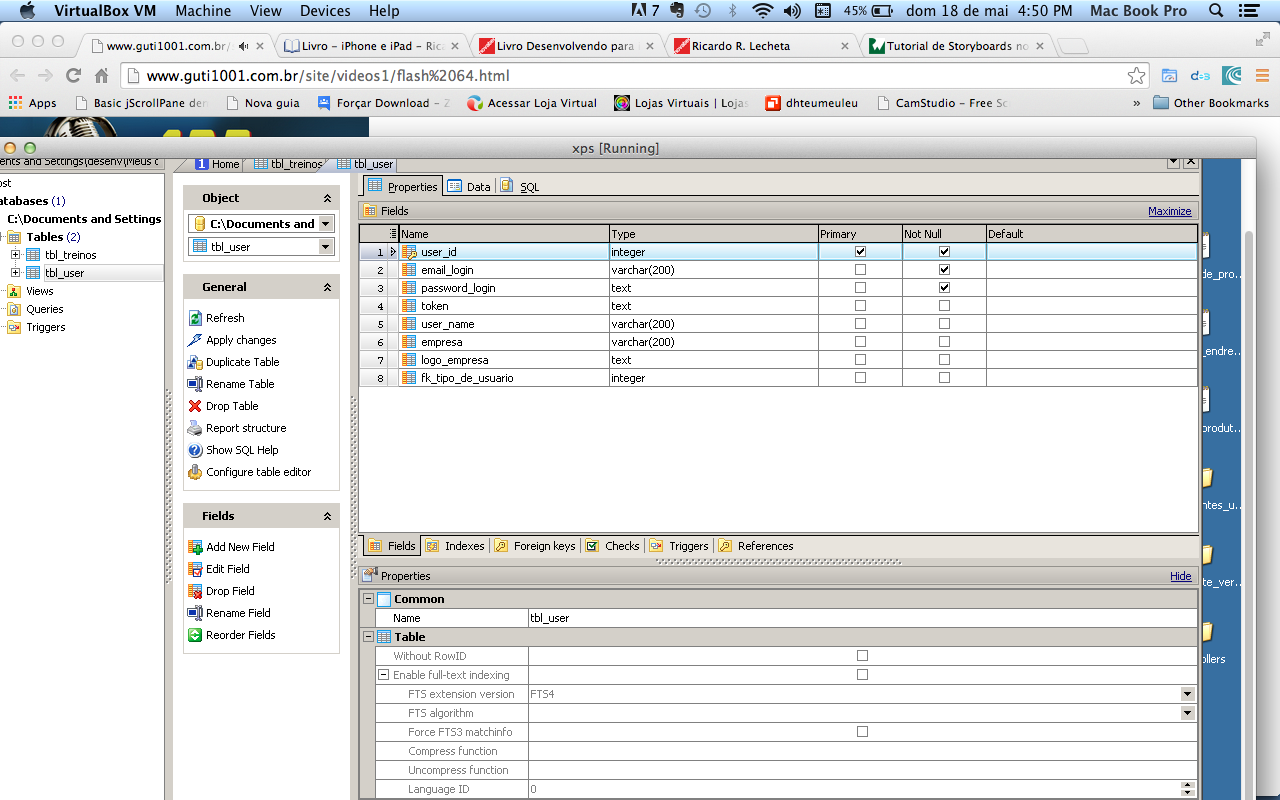 VirtualBox VM Machine View Devices Help 7 45% dom 18 de mai 4:50 PM Mac Book Pro
www.guti1001.com.br/ Livro – iPhone e iPad – Rica Livro Desenvolvendo para Ricardo R. Lecheta Tutorial de Storyboards no
www.guti1001.com.br/site/videos1/flash%2064.html
Apps Basic jScrollPane den Nova guia Forçar Download – Z Acessar Loja Virtual Lojas Virtuais | Lojas dhteumeuleu CamStudio – Free Sc » Other Bookmarks
xps [Running]
ents and Settings\desenv\Meus d
1 Home tbl_treinos tbl_user
ost
atabases (1)
C:\Documents and Settings
Tables (2)
tbl_treinos
tbl_user
Views
Queries
Triggers
Object
C:\Documents and
tbl_user
General
Refresh
Apply changes
Duplicate Table
Rename Table
Drop Table
Report structure
Show SQL Help
Configure table editor
Fields
Add New Field
Edit Field
Drop Field
Rename Field
Reorder Fields
Properties Data SQL
Fields Maximize
Name Type Primary Not Null Default
1 user_id integer
2 email_login varchar(200)
3 password_login text
4 token text
5 user_name varchar(200)
6 empresa varchar(200)
7 logo_empresa text
8 fk_tipo_de_usuario integer
Fields Indexes Foreign keys Checks Triggers References
Properties Hide
Common
Name tbl_user
Table
Without RowID
Enable full-text indexing
FTS extension version FTS4
FTS algorithm
Force FTS3 matchinfo
Compress function
Uncompress function
Language ID 0
de_pro...
_endre...
produt...
ntes_u...
te_ver...
ollers